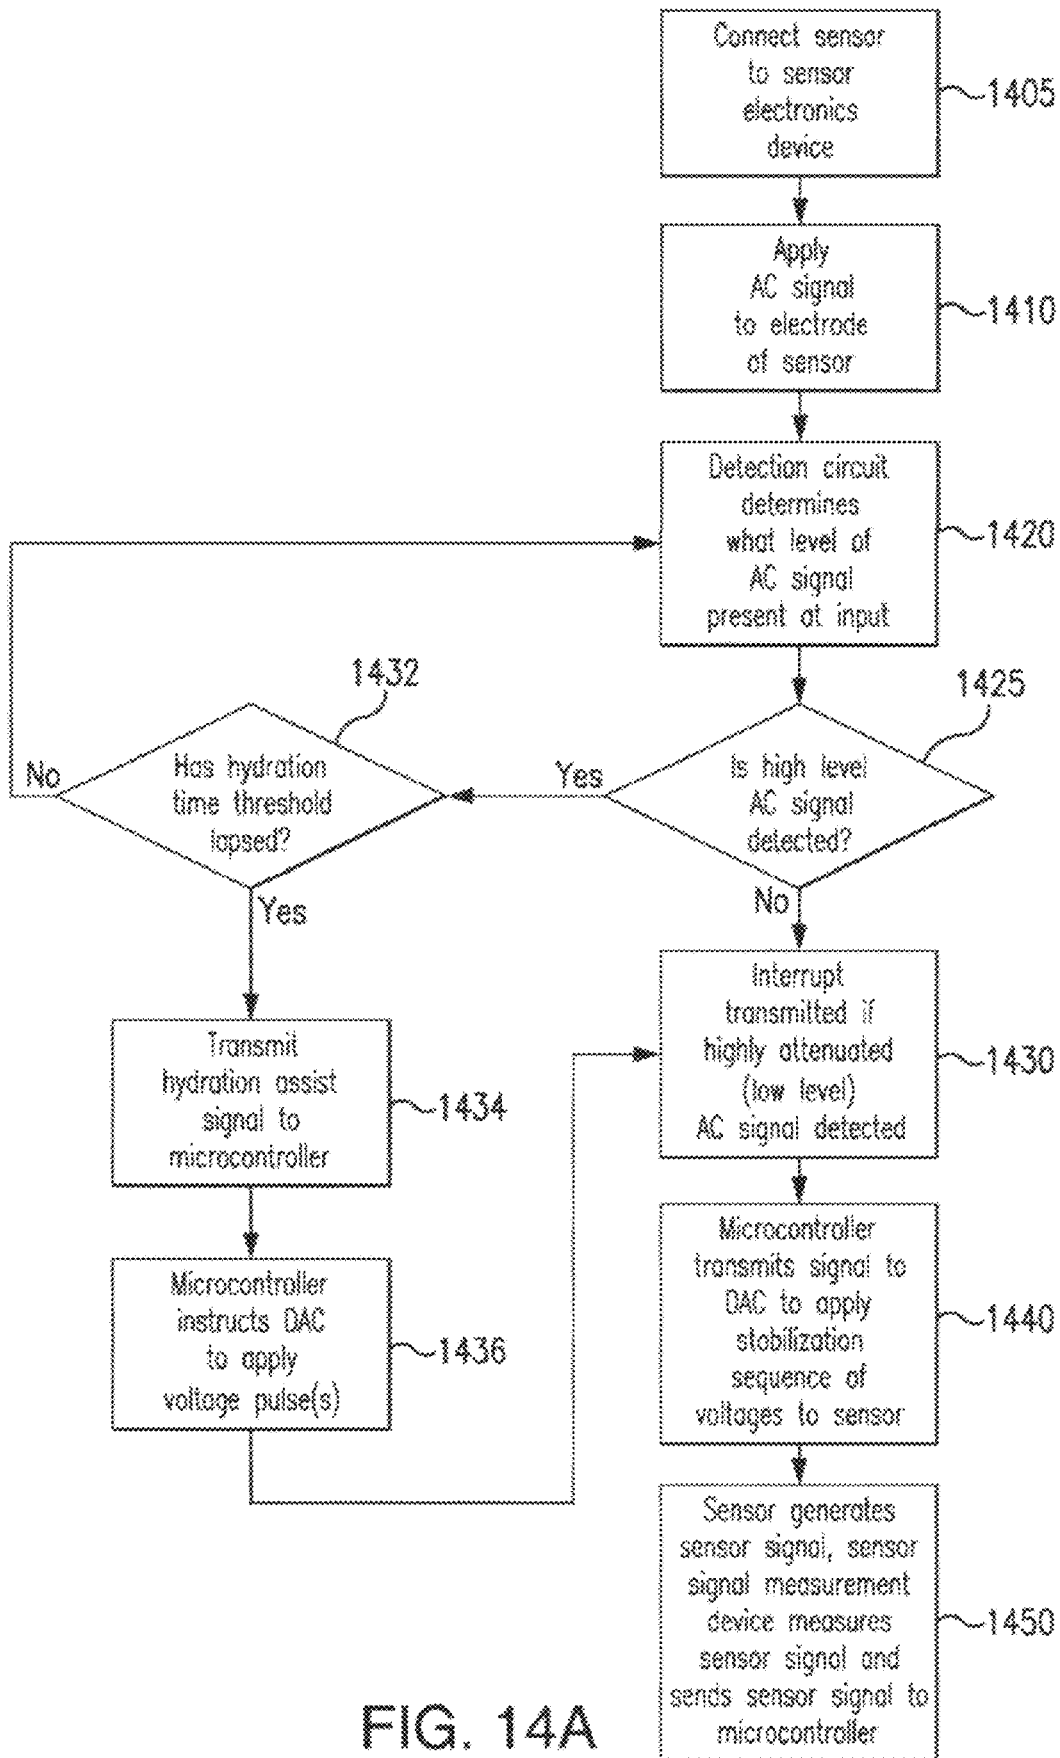 Connect sensor
to sensor
electronics
device
1405
Apply
AC signal
to electrode
of sensor
1410
Detection circuit
determines
what level of
AC signal
present at input
1420
1432
Has hydration
time threshold
lapsed?
No
Yes
1425
Is high level
AC signal
detected?
Yes
No
Transmit
hydration assist
signal to
microcontroller
1434
Microcontroller
instructs DAC
to apply
voltage pulse(s)
1436
Interrupt
transmitted if
highly attenuated
(low level)
AC signal detected
1430
Microcontroller
transmits signal to
DAC to apply
stobilization
sequence of
voltages to sensor
1440
Sensor generates
sensor signal, sensor
signal measurement
device measures
sensor signal and
sends sensor signal to
microcontroller
1450
FIG. 14A